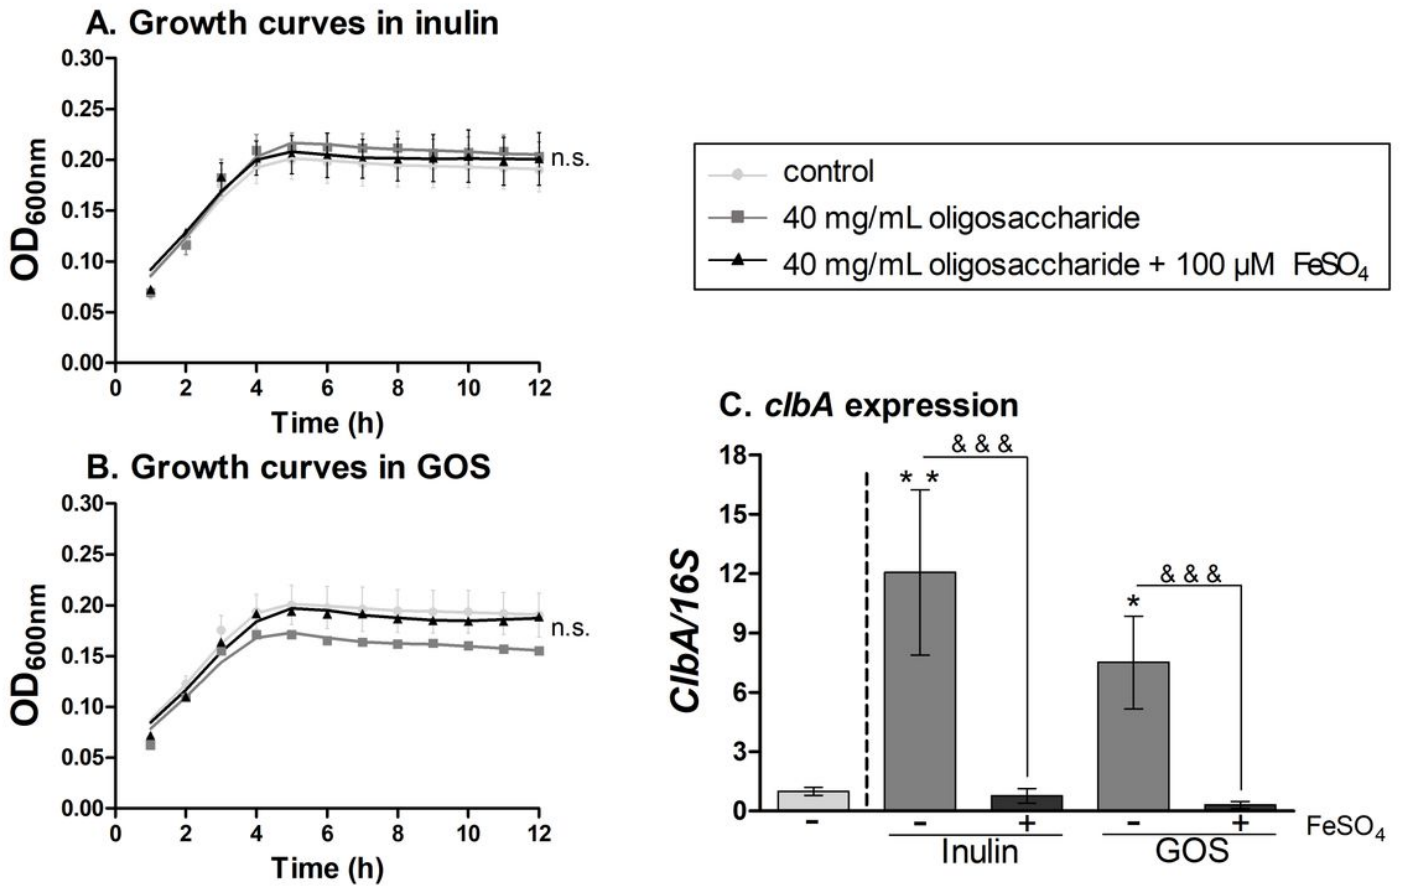 A. Growth curves in inulin
0.30
0.25
0.20
0.15
0.10
0.05
0.00
OD600nm
n.s.
0 2 4 6 8 10 12
Time (h)
control
40 mg/mL oligosaccharide
40 mg/mL oligosaccharide + 100 µM FeSO4
B. Growth curves in GOS
0.30
0.25
0.20
0.15
0.10
0.05
0.00
OD600nm
n.s.
0 2 4 6 8 10 12
Time (h)
C. clbA expression
18
15
12
9
6
3
0
ClbA/16S
& & &
* *
& & &
*
- - + - + FeSO4
Inulin GOS